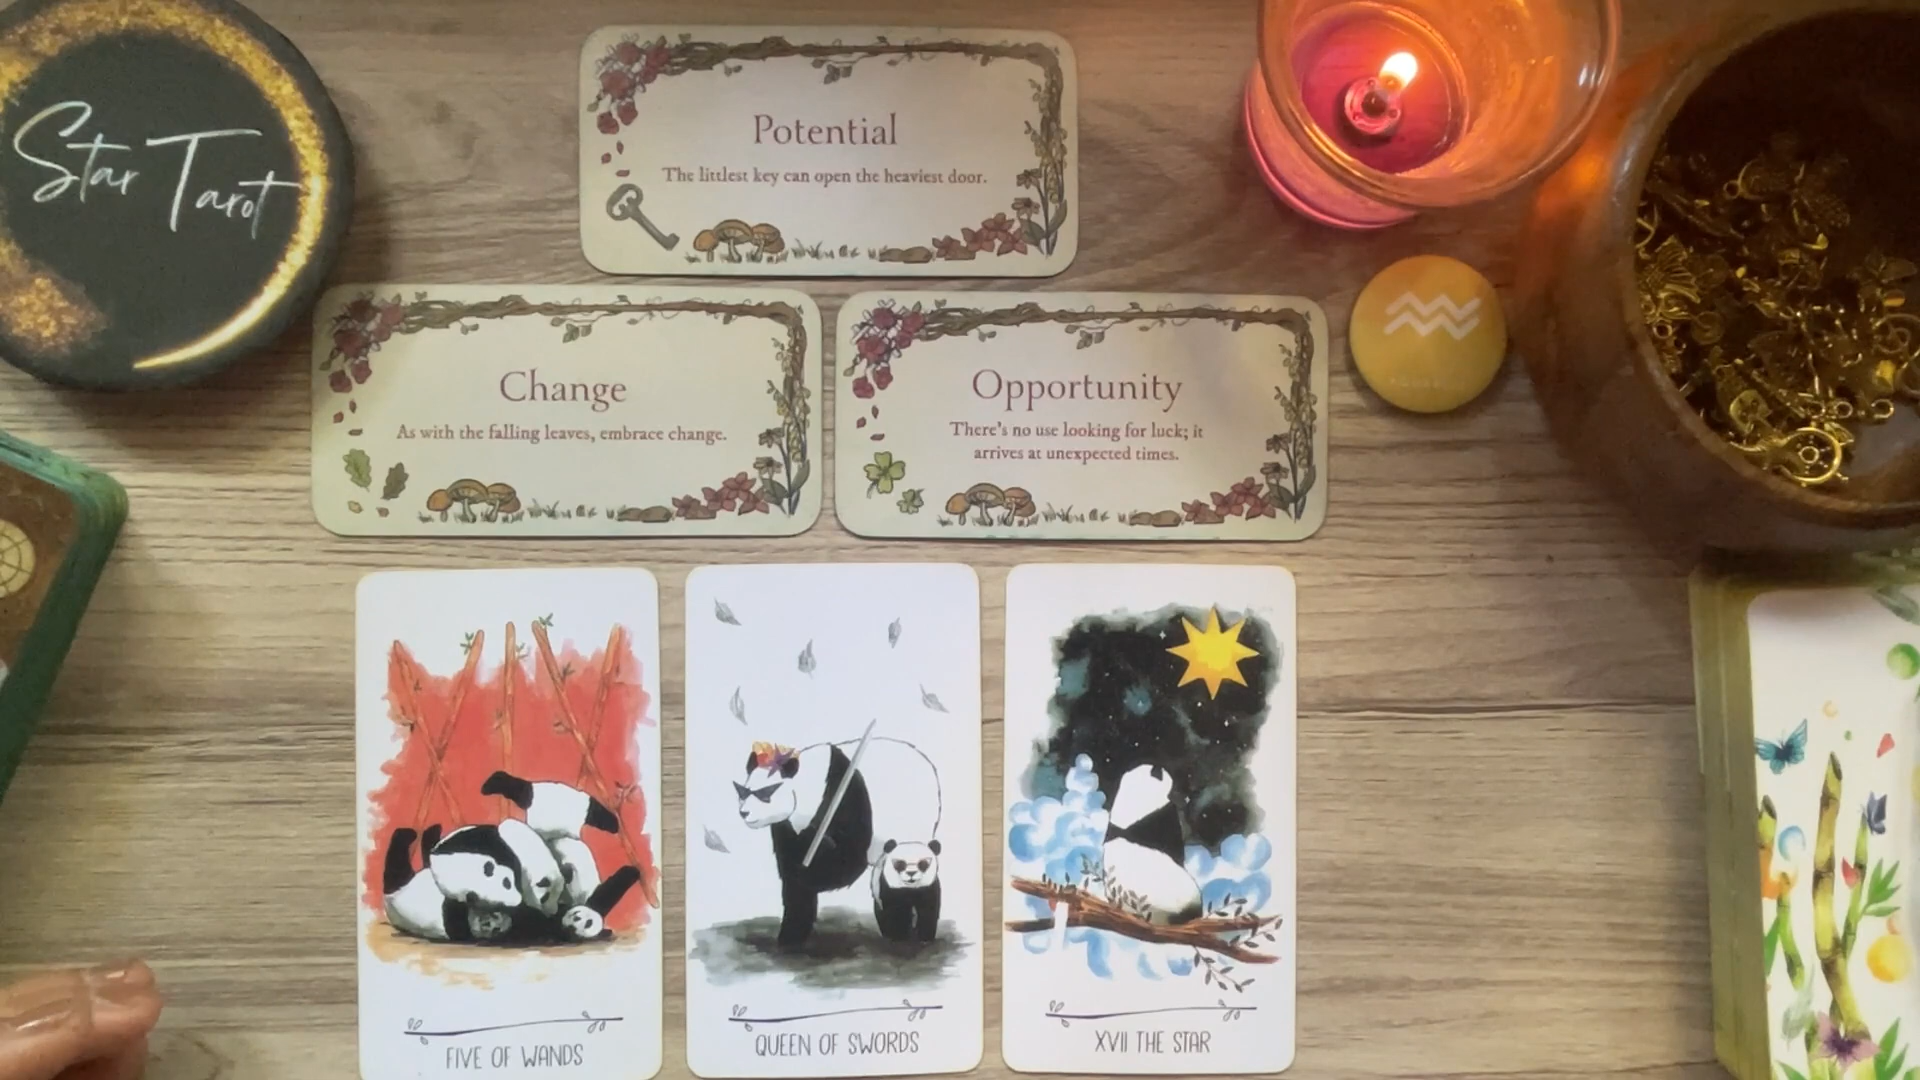 Star Tarot
Potential
The littlest key can open the heaviest door.
Change
As with the falling leaves, embrace change.
Opportunity
There's no use looking for luck; it
arrives at unexpected times.
FIVE OF WANDS
QUEEN OF SWORDS
XVII THE STAR